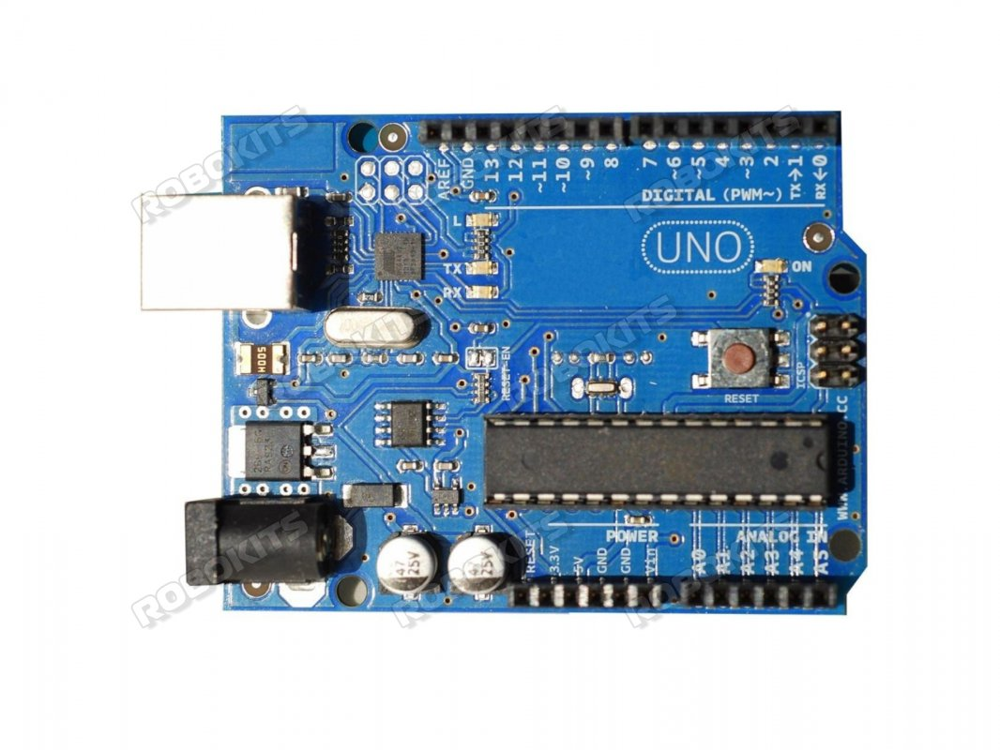 ROBOKITS
ROBOKITS
ROBOKITS
AREF
GND
13
12
~11
~10
~9
8
7
~6
~5
4
~3
2
TX→1
RX←0
DIGITAL (PWM~)
L
TX
RX
UNO
ON
ROBOKITS
ROBOKITS
ROBOKITS
500H
RESET-EN
RESET
ICSP
WWW.ARDUINO.CC
POWER
ANALOG IN
RESET
3.3V
5V
GND
GND
Vin
A0
A1
A2
A3
A4
A5
47
25V
47
25V
ROBOKITS
ROBOKITS
ROBOKITS